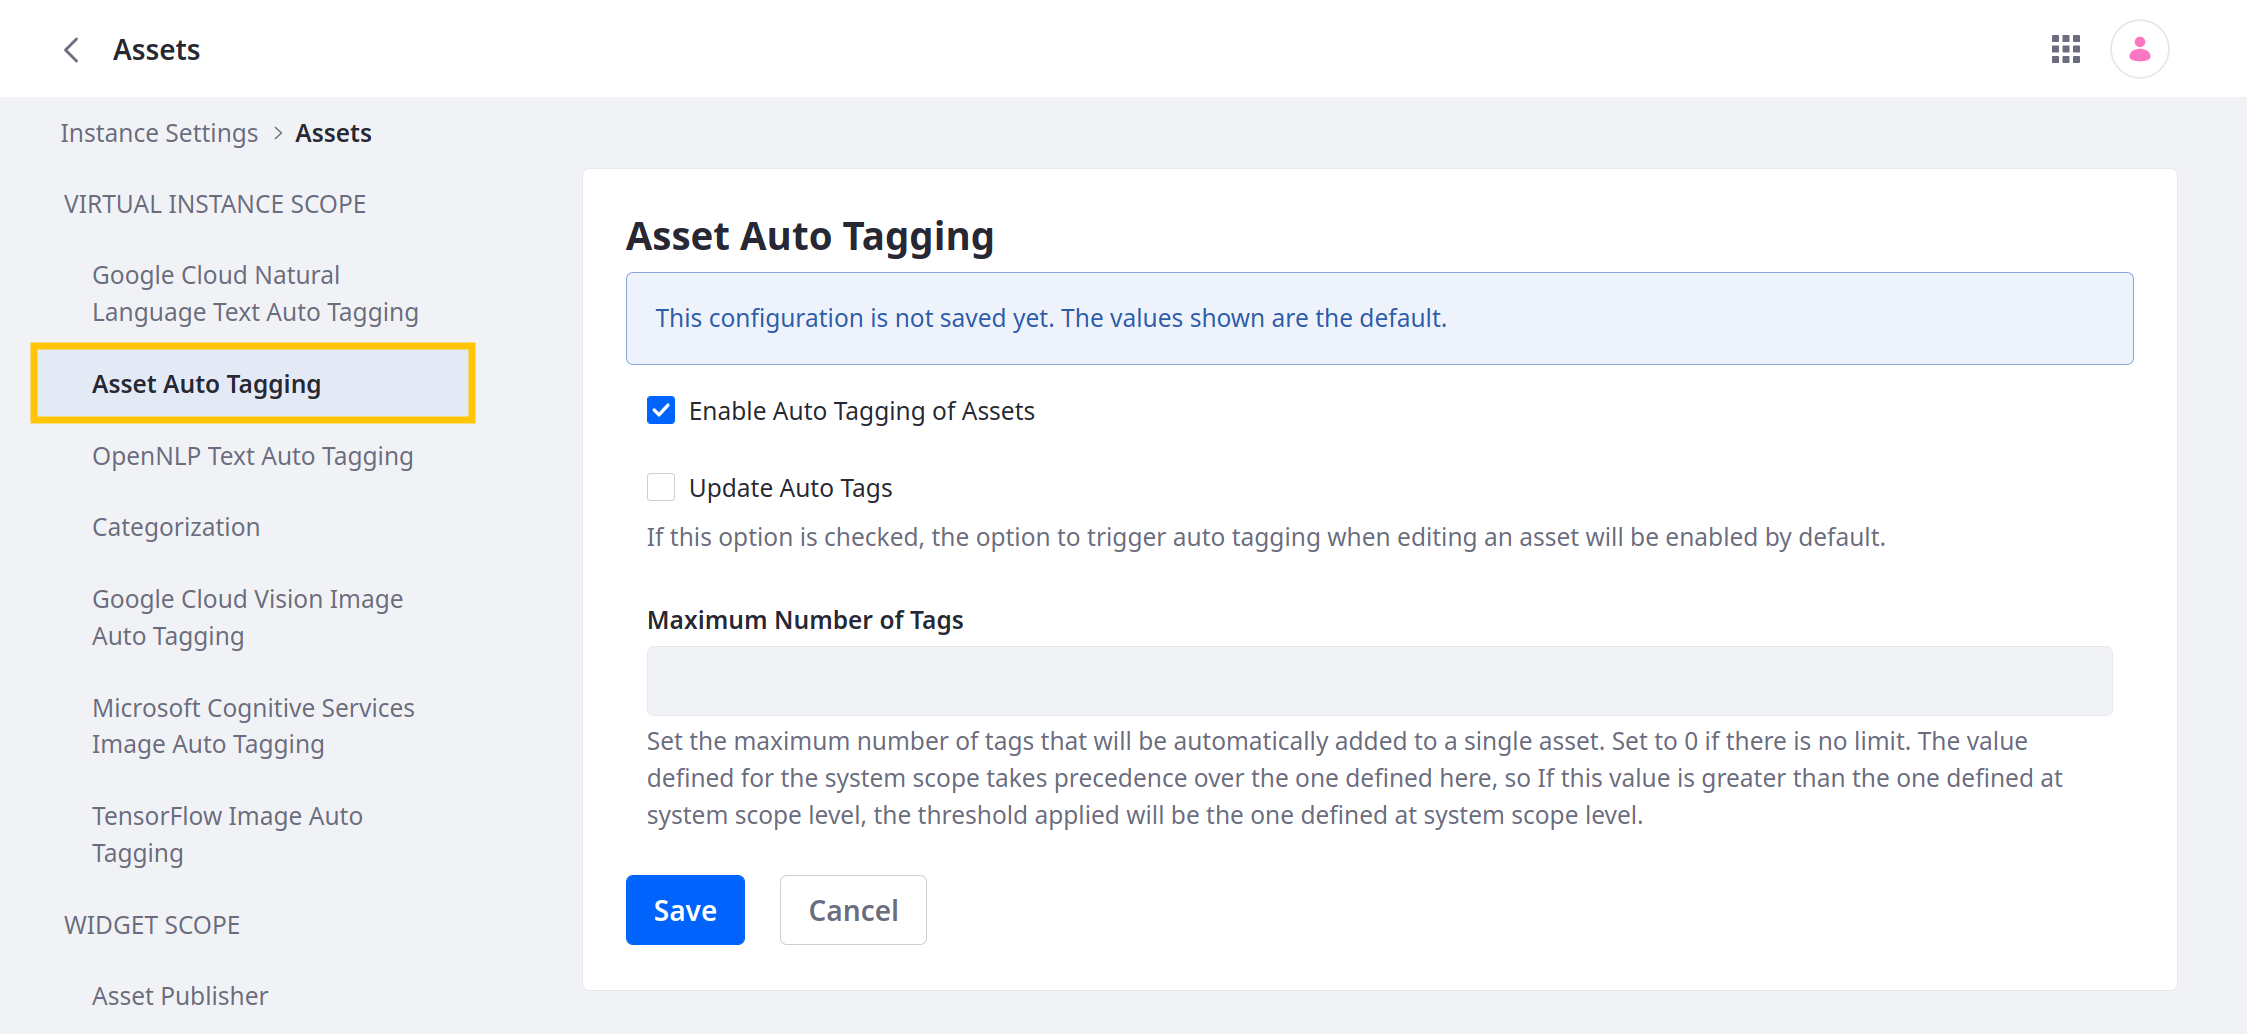 Assets
Instance Settings > Assets
VIRTUAL INSTANCE SCOPE
Google Cloud Natural
Language Text Auto Tagging
Asset Auto Tagging
OpenNLP Text Auto Tagging
Categorization
Google Cloud Vision Image
Auto Tagging
Microsoft Cognitive Services
Image Auto Tagging
TensorFlow Image Auto
Tagging
WIDGET SCOPE
Asset Publisher
Asset Auto Tagging
This configuration is not saved yet. The values shown are the default.
Enable Auto Tagging of Assets
Update Auto Tags
If this option is checked, the option to trigger auto tagging when editing an asset will be enabled by default.
Maximum Number of Tags
Set the maximum number of tags that will be automatically added to a single asset. Set to 0 if there is no limit. The value
defined for the system scope takes precedence over the one defined here, so If this value is greater than the one defined at
system scope level, the threshold applied will be the one defined at system scope level.
Save
Cancel